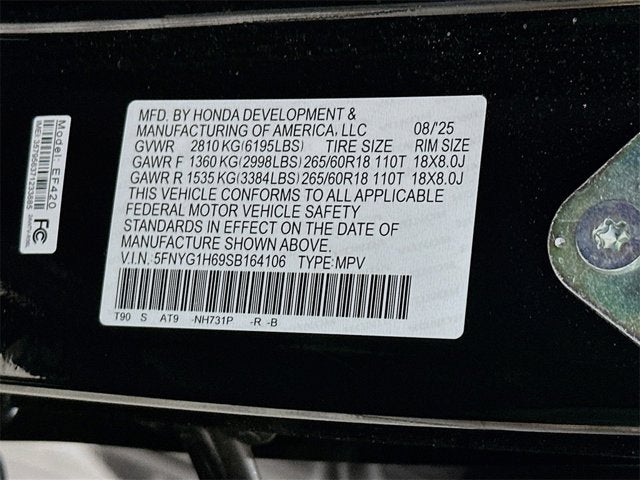 MFD. BY HONDA DEVELOPMENT &
MANUFACTURING OF AMERICA, LLC 08/'25
GVWR 2810 KG(6195LBS) TIRE SIZE RIM SIZE
GAWR F 1360 KG(2998LBS) 265/60R18 110T 18X8.0J
GAWR R 1535 KG(3384LBS) 265/60R18 110T 18X8.0J
THIS VEHICLE CONFORMS TO ALL APPLICABLE
FEDERAL MOTOR VEHICLE SAFETY
STANDARDS IN EFFECT ON THE DATE OF
MANUFACTURE SHOWN ABOVE.
V.I.N.: 5FNYG1H69SB164106 TYPE: MPV
T90 S AT9 -NH731P -R -B
Model: EF420
FC